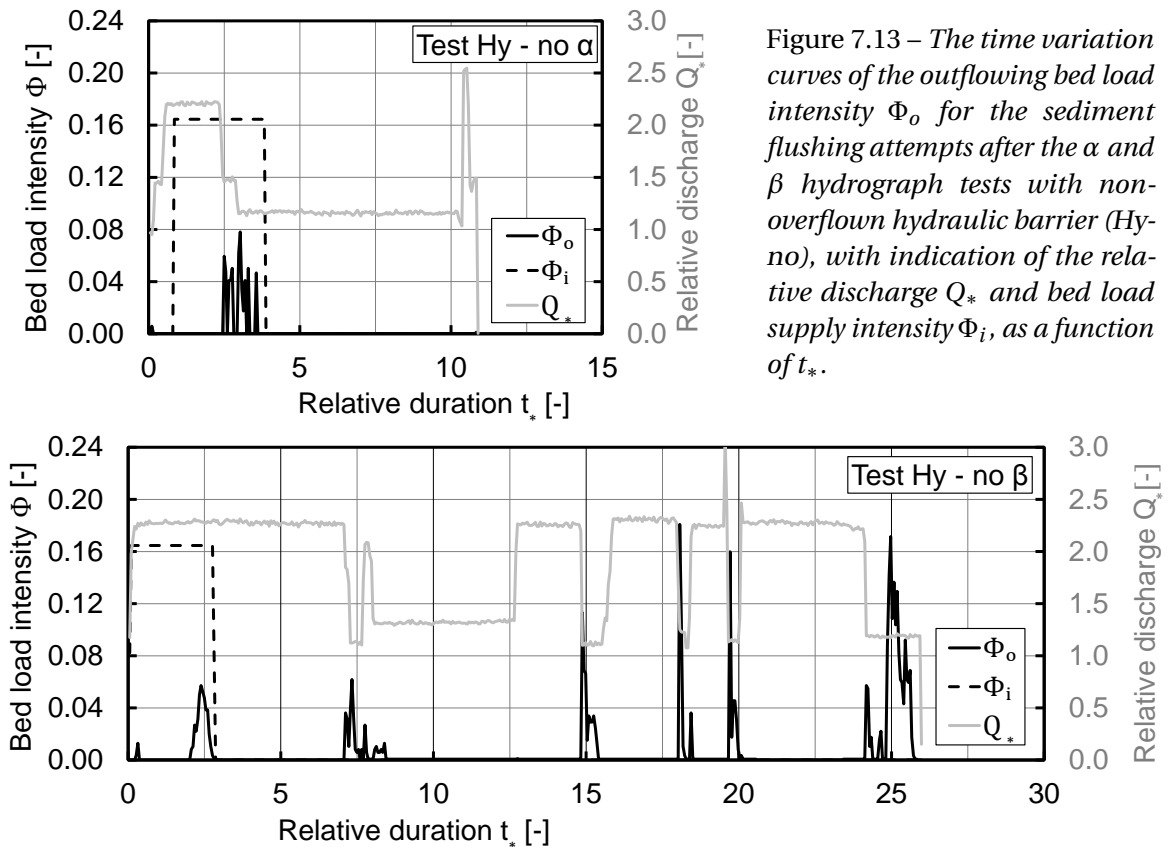 0.24
0.20
0.16
0.12
0.08
0.04
0.00
Bed load intensity Φ [-]
Test Hy - no α
3.0
2.5
2.0
1.5
1.0
0.5
0.0
Relative discharge Q* [-]
Φo
Φi
Q*
0 5 10 15
Relative duration t* [-]
Figure 7.13 – The time variation
curves of the outflowing bed load
intensity Φo for the sediment
flushing attempts after the α and
β hydrograph tests with non-
overflown hydraulic barrier (Hy-
no), with indication of the rela-
tive discharge Q* and bed load
supply intensity Φi, as a function
of t*.
0.24
0.20
0.16
0.12
0.08
0.04
0.00
Bed load intensity Φ [-]
Test Hy - no β
3.0
2.5
2.0
1.5
1.0
0.5
0.0
Relative discharge Q* [-]
Φo
Φi
Q*
0 5 10 15 20 25 30
Relative duration t* [-]